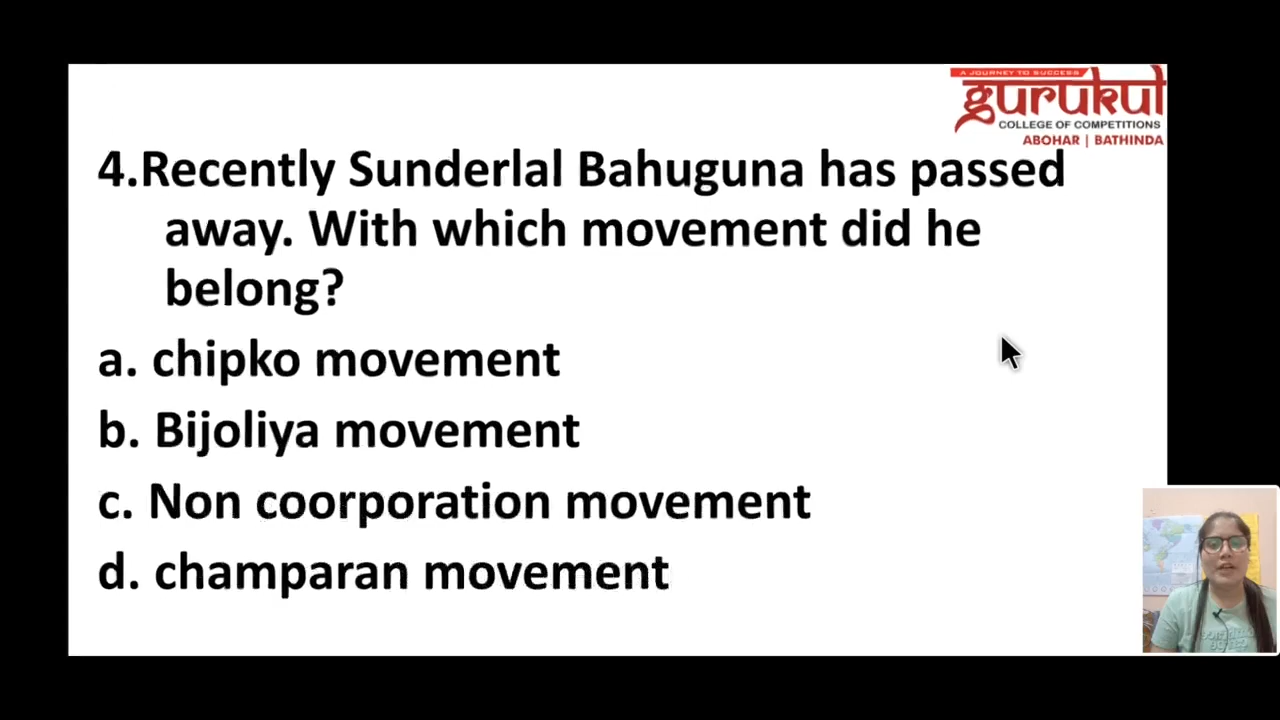 A JOURNEY TO SUCCESS
gurukul
COLLEGE OF COMPETITIONS
ABOHAR | BATHINDA
4.Recently Sunderlal Bahuguna has passed
away. With which movement did he
belong?
a. chipko movement
b. Bijoliya movement
c. Non coorporation movement
d. champaran movement